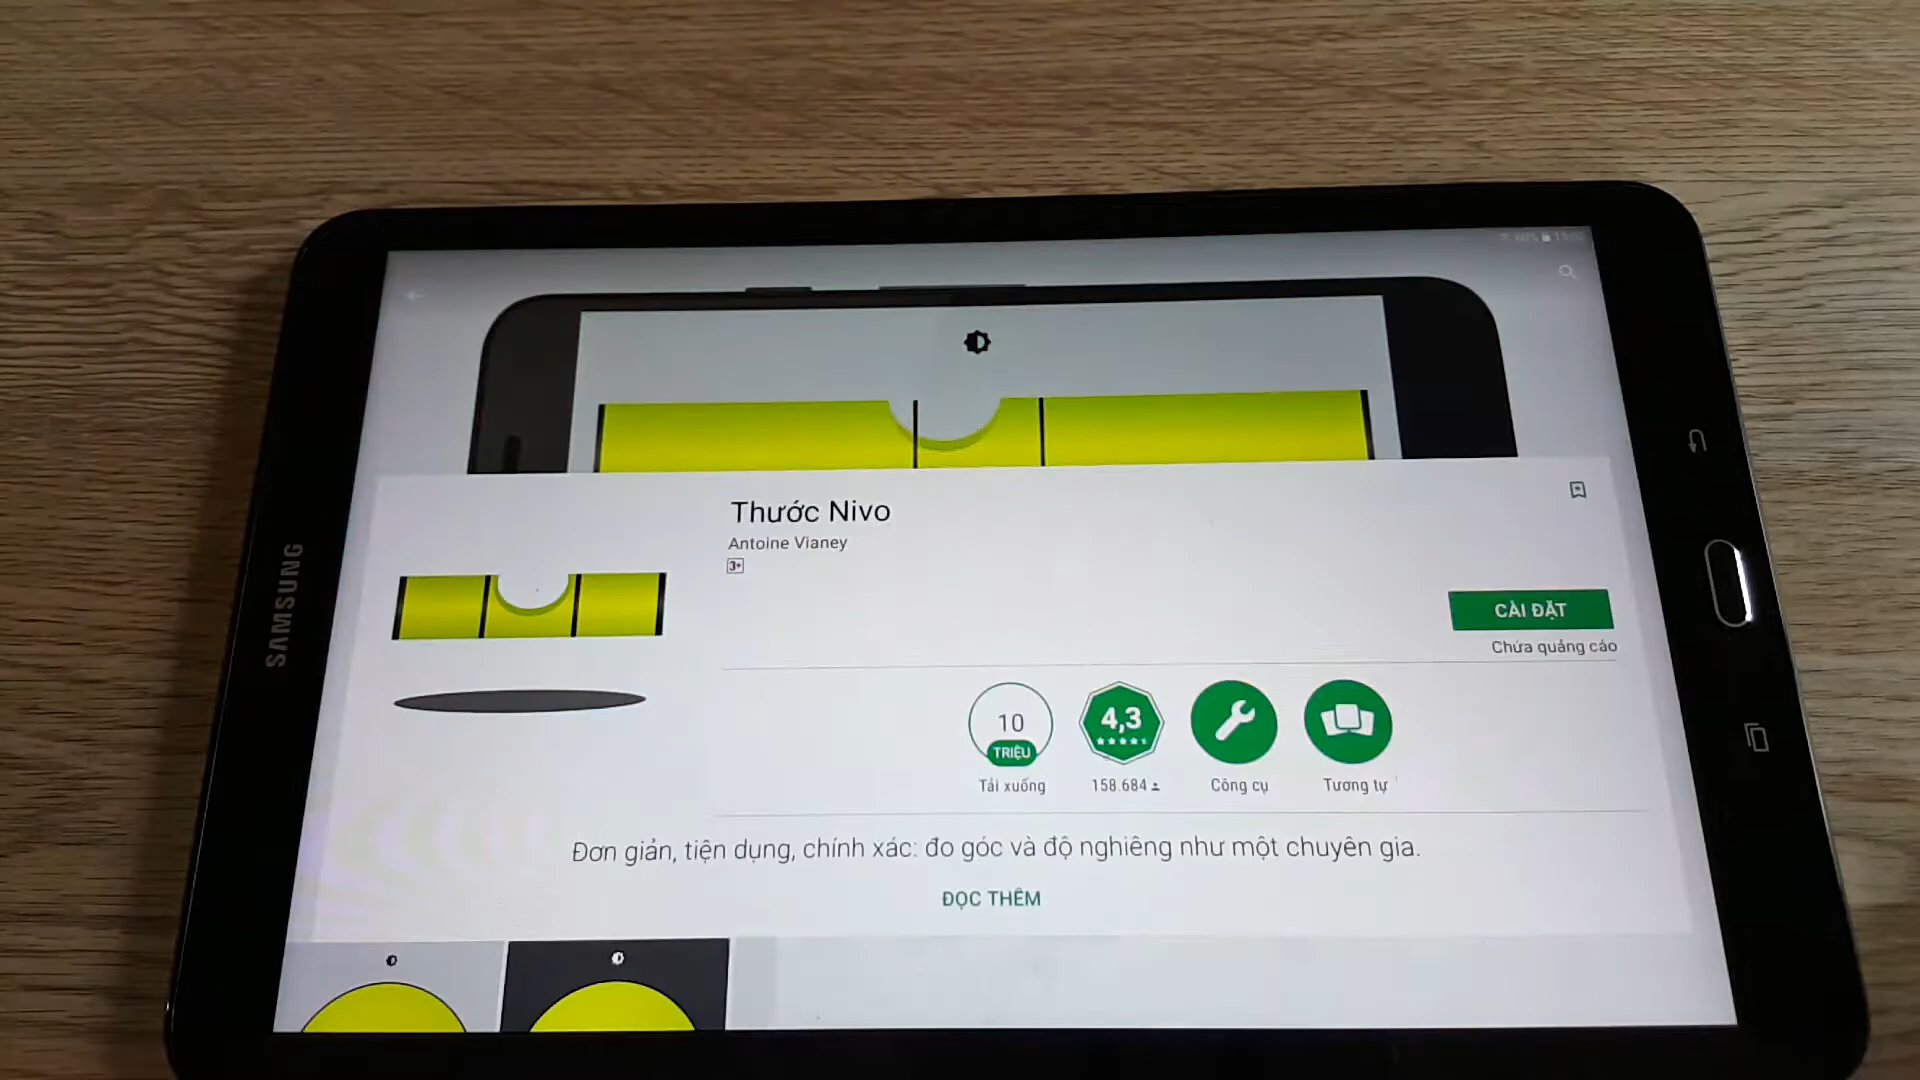 Thước Nivo
Antoine Vianey
3+
SAMSUNG
CÀI ĐẶT
Chứa quảng cáo
10
TRIỆU
Tải xuống
4,3
158.684
Công cụ
Tương tự
Đơn giản, tiện dụng, chính xác: đo góc và độ nghiêng như một chuyên gia.
ĐỌC THÊM